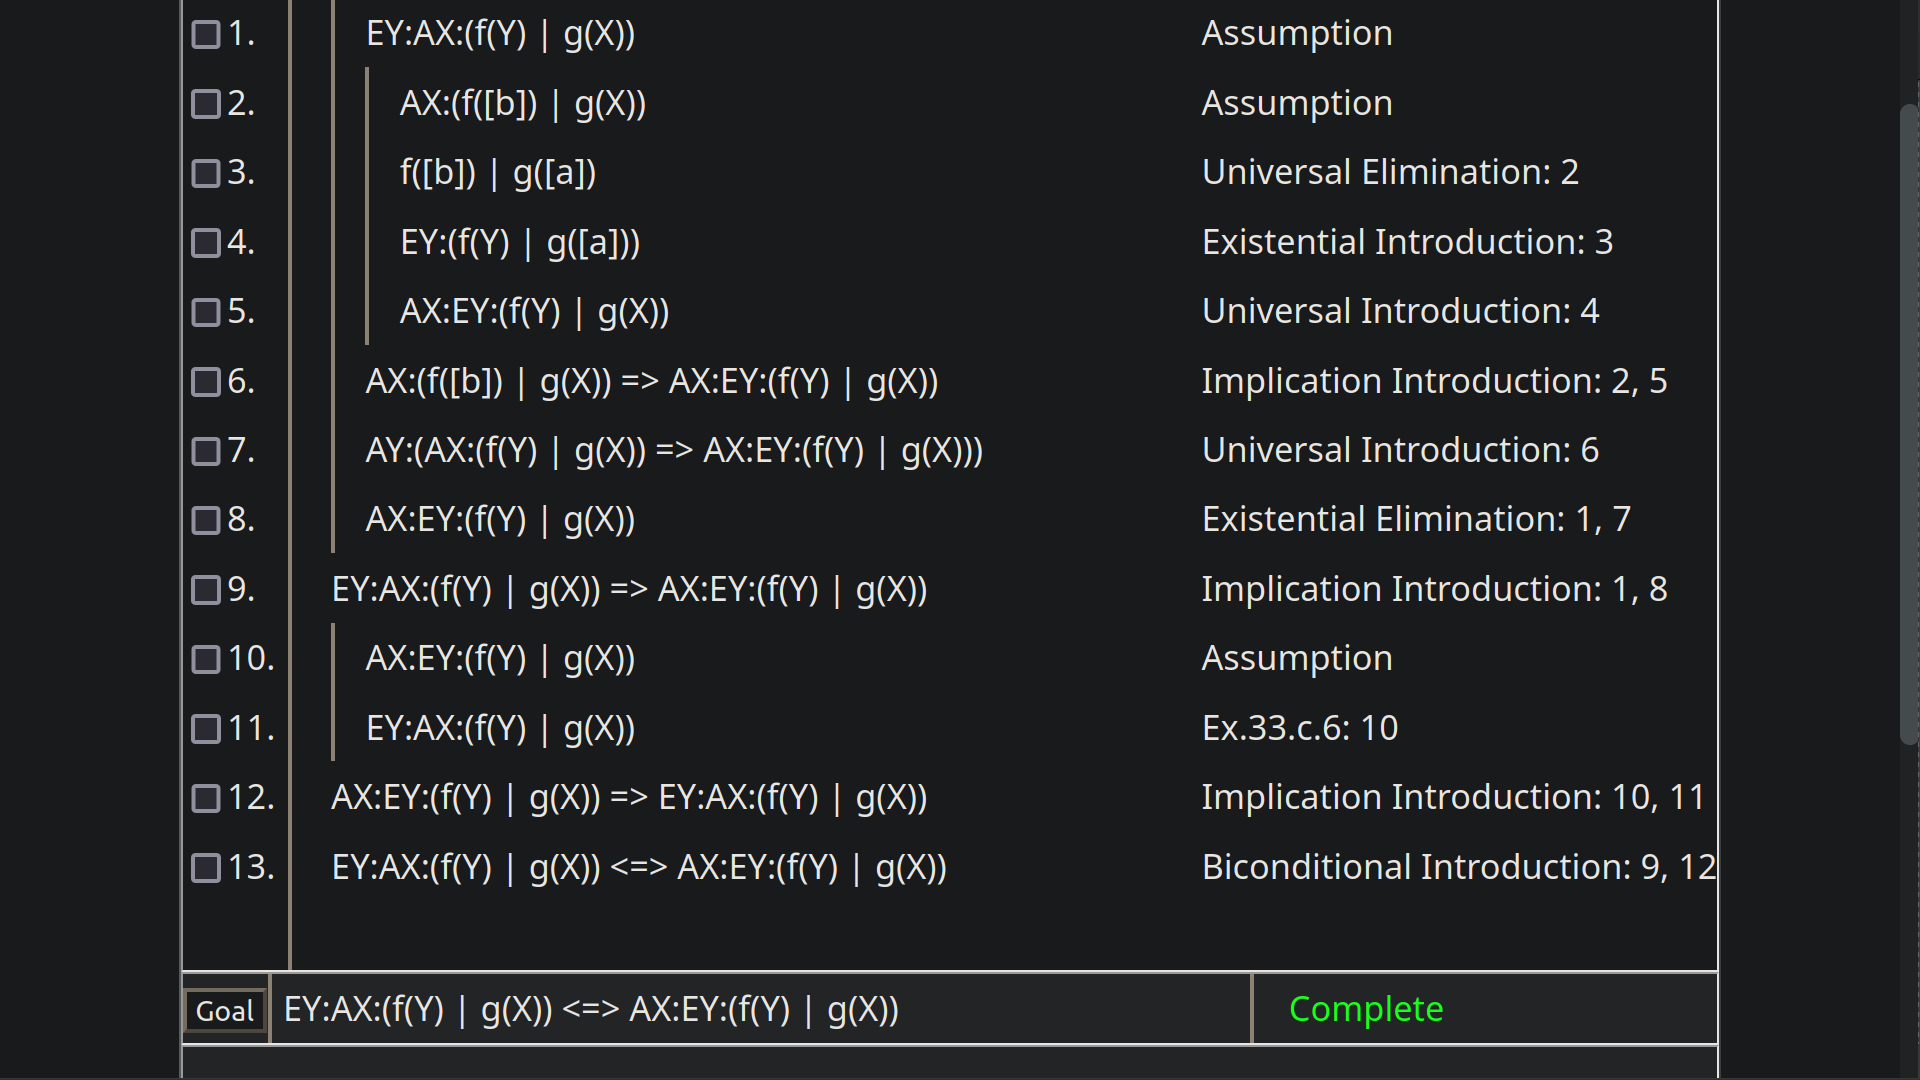 1. EY:AX:(f(Y) | g(X)) Assumption
2. AX:(f([b]) | g(X)) Assumption
3. f([b]) | g([a]) Universal Elimination: 2
4. EY:(f(Y) | g([a])) Existential Introduction: 3
5. AX:EY:(f(Y) | g(X)) Universal Introduction: 4
6. AX:(f([b]) | g(X)) => AX:EY:(f(Y) | g(X)) Implication Introduction: 2, 5
7. AY:(AX:(f(Y) | g(X)) => AX:EY:(f(Y) | g(X))) Universal Introduction: 6
8. AX:EY:(f(Y) | g(X)) Existential Elimination: 1, 7
9. EY:AX:(f(Y) | g(X)) => AX:EY:(f(Y) | g(X)) Implication Introduction: 1, 8
10. AX:EY:(f(Y) | g(X)) Assumption
11. EY:AX:(f(Y) | g(X)) Ex.33.c.6: 10
12. AX:EY:(f(Y) | g(X)) => EY:AX:(f(Y) | g(X)) Implication Introduction: 10, 11
13. EY:AX:(f(Y) | g(X)) <=> AX:EY:(f(Y) | g(X)) Biconditional Introduction: 9, 12
Goal EY:AX:(f(Y) | g(X)) <=> AX:EY:(f(Y) | g(X)) Complete